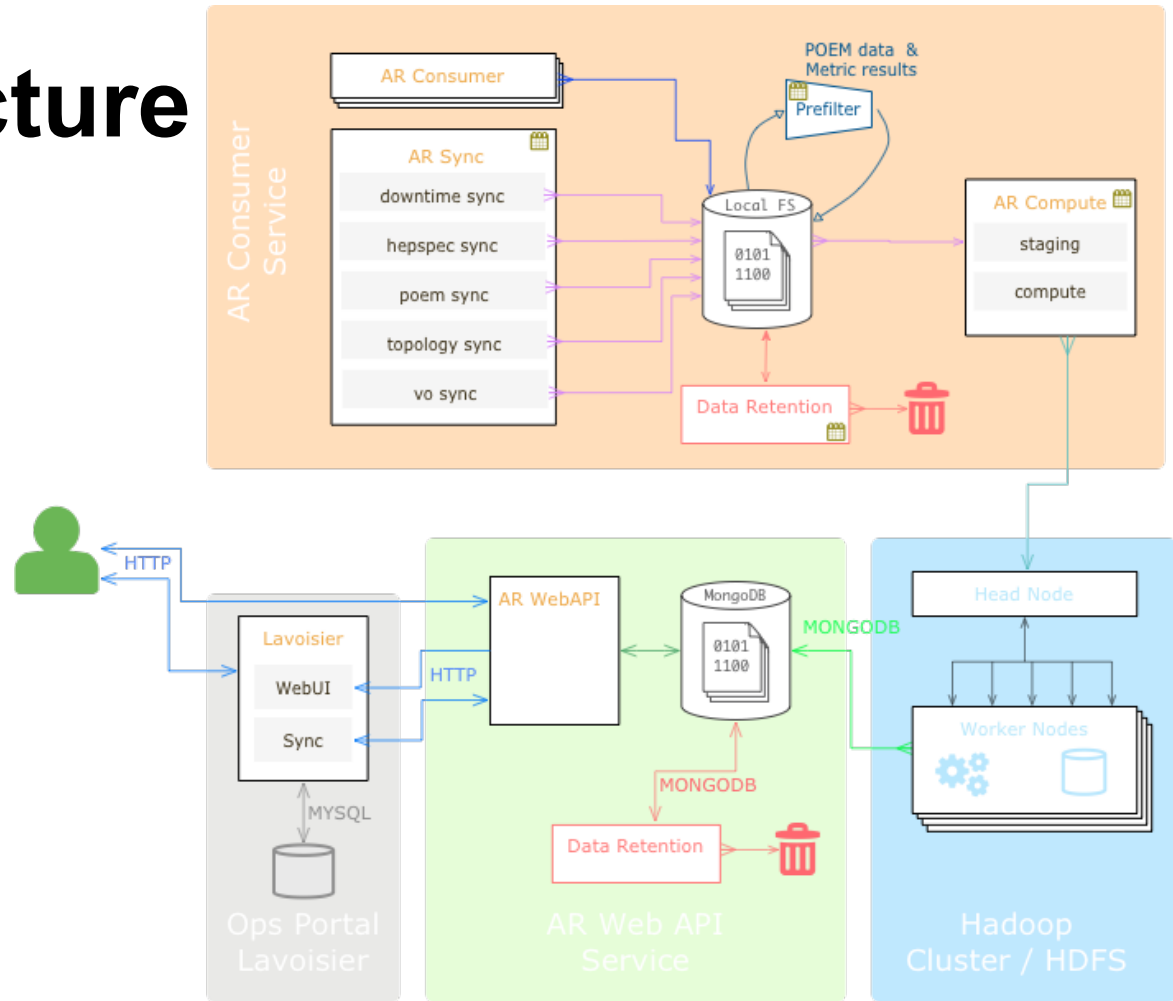 cture
AR Consumer
Service
AR Consumer
POEM data &
Metric results
Prefilter
AR Sync
downtime sync
hepspec sync
poem sync
topology sync
vo sync
Local FS
0101
1100
AR Compute
staging
compute
Data Retention
HTTP
Lavoisier
WebUI
Sync
MYSQL
Ops Portal
Lavoisier
HTTP
AR WebAPI
MongoDB
0101
1100
MONGODB
MONGODB
Data Retention
AR Web API
Service
Head Node
Worker Nodes
Hadoop
Cluster / HDFS